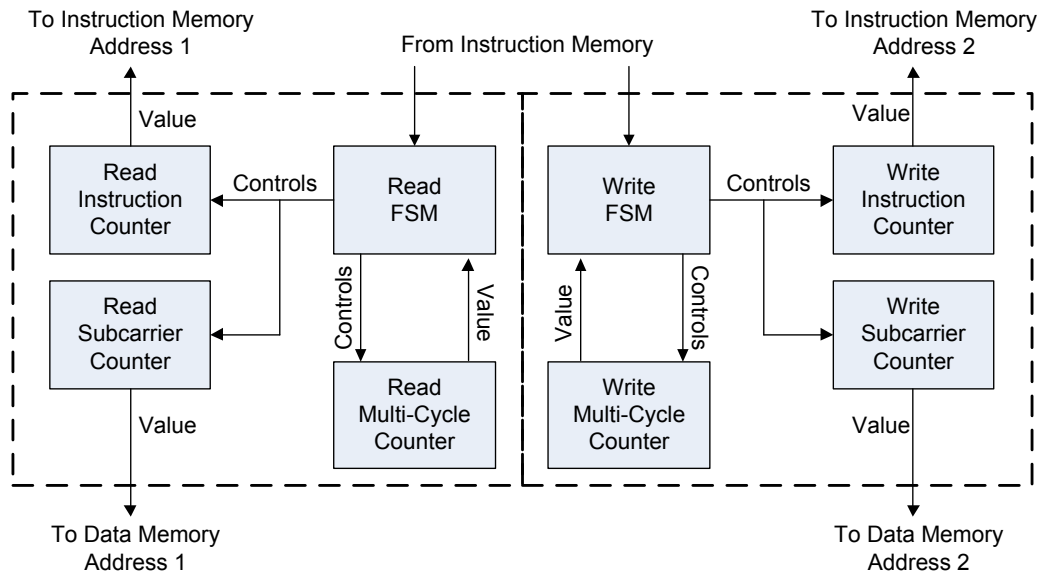 To Instruction Memory
Address 1
From Instruction Memory
To Instruction Memory
Address 2
Value
Value
Read
Instruction
Counter
Controls
Read
FSM
Write
FSM
Controls
Write
Instruction
Counter
Read
Subcarrier
Counter
Controls
Value
Value
Controls
Write
Subcarrier
Counter
Read
Multi-Cycle
Counter
Write
Multi-Cycle
Counter
Value
Value
To Data Memory
Address 1
To Data Memory
Address 2